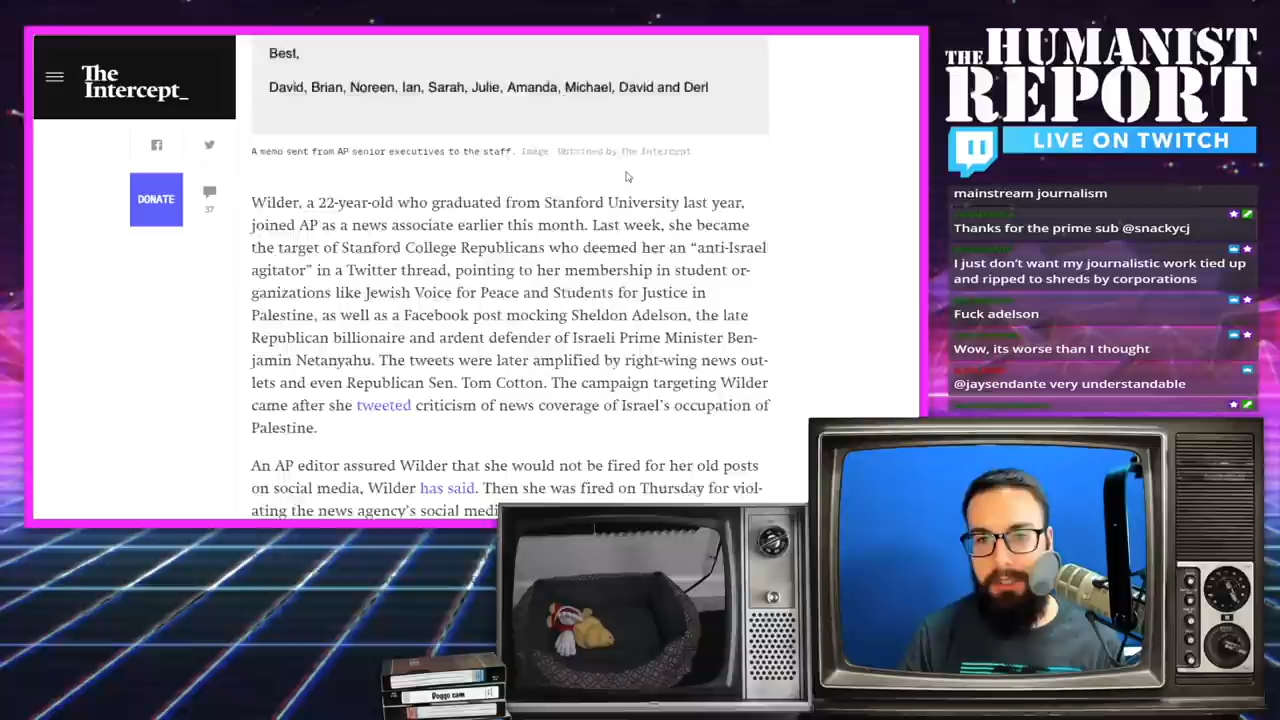 The
Intercept_
DONATE
37
Best,
David, Brian, Noreen, Ian, Sarah, Julie, Amanda, Michael, David and Derl
A memo sent from AP senior executives to the staff. Image: Obtained by The Intercept
Wilder, a 22-year-old who graduated from Stanford University last year,
joined AP as a news associate earlier this month. Last week, she became
the target of Stanford College Republicans who deemed her an “anti-Israel
agitator” in a Twitter thread, pointing to her membership in student or-
ganizations like Jewish Voice for Peace and Students for Justice in
Palestine, as well as a Facebook post mocking Sheldon Adelson, the late
Republican billionaire and ardent defender of Israeli Prime Minister Ben-
jamin Netanyahu. The tweets were later amplified by right-wing news out-
lets and even Republican Sen. Tom Cotton. The campaign targeting Wilder
came after she tweeted criticism of news coverage of Israel’s occupation of
Palestine.
An AP editor assured Wilder that she would not be fired for her old posts
on social media, Wilder has said. Then she was fired on Thursday for viol-
ating the news agency’s social medi
THE HUMANIST
REPORT
LIVE ON TWITCH
mainstream journalism
Thanks for the prime sub @snackycj
I just don’t want my journalistic work tied up
and ripped to shreds by corporations
Fuck adelson
Wow, its worse than I thought
@jaysendante very understandable
Doggo cam